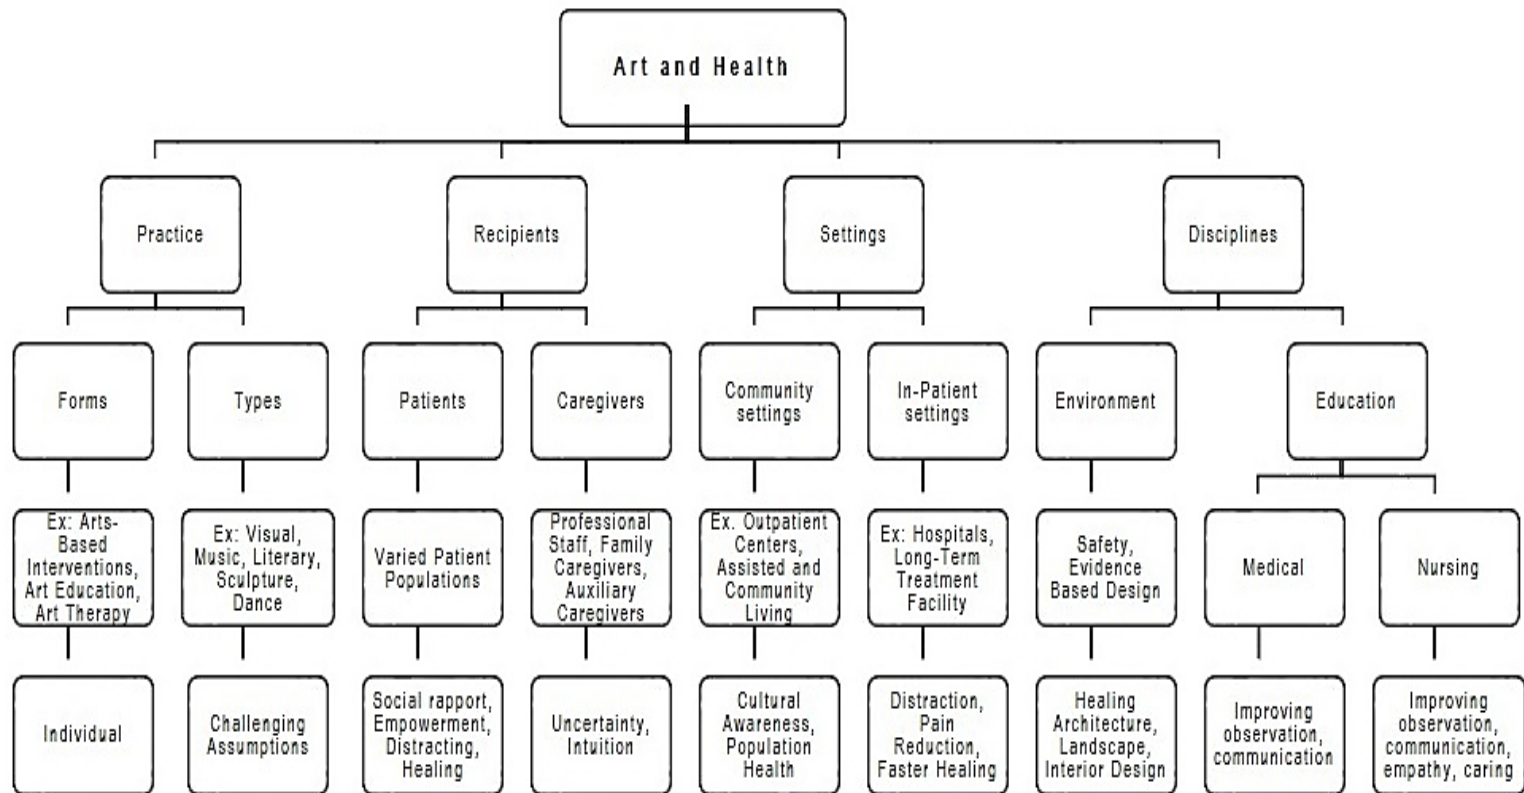 Art and Health
Practice
Recipients
Settings
Disciplines
Forms
Types
Patients
Caregivers
Community
settings
In-Patient
settings
Environment
Education
Ex: Arts-
Based
Interventions,
Art Education,
Art Therapy
Ex: Visual,
Music, Literary,
Sculpture,
Dance
Varied Patient
Populations
Professional
Staff, Family
Caregivers,
Auxiliary
Caregivers
Ex. Outpatient
Centers,
Assisted and
Community
Living
Ex: Hospitals,
Long-Term
Treatment
Facility
Safety,
Evidence
Based Design
Medical
Nursing
Individual
Challenging
Assumptions
Social rapport,
Empowerment,
Distracting,
Healing
Uncertainty,
Intuition
Cultural
Awareness,
Population
Health
Distraction,
Pain
Reduction,
Faster Healing
Healing
Architecture,
Landscape,
Interior Design
Improving
observation,
communication
Improving
observation,
communication,
empathy, caring